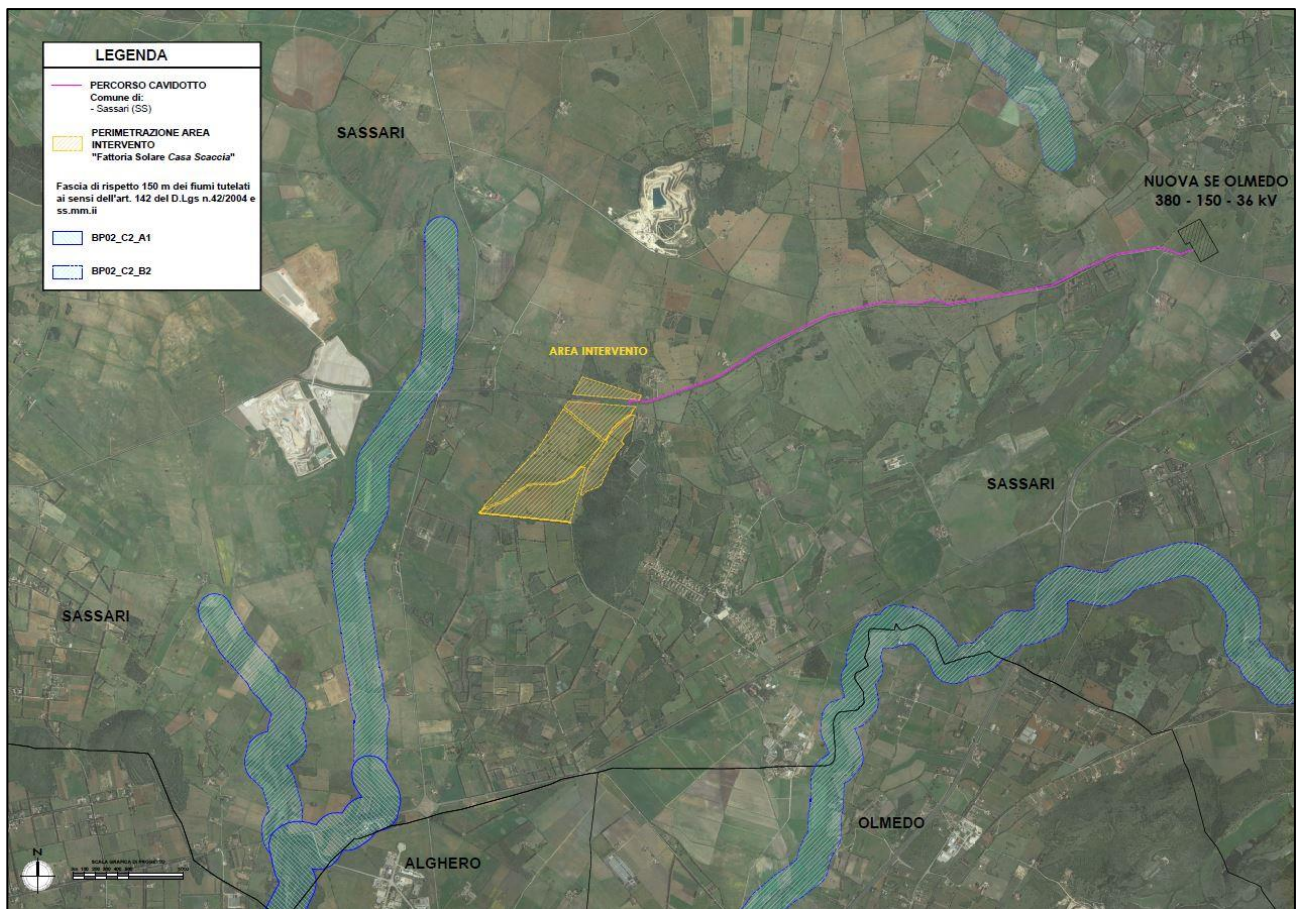 LEGENDA
PERCORSO CAVIDOTTO
Comune di:
- Sassari (SS)
PERIMETRAZIONE AREA
INTERVENTO
"Fattoria Solare Casa Scaccia"
Fascia di rispetto 150 m dei fiumi tutelati
ai sensi dell'art. 142 del D.Lgs n.42/2004 e
ss.mm.ii
BP02_C2_A1
BP02_C2_B2
SASSARI
NUOVA SE OLMEDO
380 - 150 - 36 kV
AREA INTERVENTO
SASSARI
SASSARI
OLMEDO
ALGHERO
N